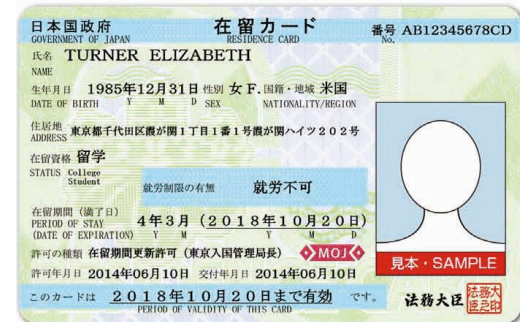 日本国政府 在留カード 番号 AB12345678CD
GOVERNMENT OF JAPAN RESIDENCE CARD No.
氏名 TURNER ELIZABETH
NAME
生年月日 1985年12月31日 性別 女 F. 国籍・地域 米国
DATE OF BIRTH Y M D SEX NATIONALITY/REGION
住居地 東京都千代田区霞が関1丁目1番1号霞が関ハイツ202号
ADDRESS
在留資格 留学
STATUS College
Student
就労制限の有無 就労不可
在留期間(満了日) 4年3月(2018年10月20日)
PERIOD OF STAY
(DATE OF EXPIRATION) Y M Y M D
許可の種類 在留期間更新許可(東京入国管理局長) MOJ
見本・SAMPLE
許可年月日 2014年06月10日 交付年月日 2014年06月10日
このカードは 2018年10月20日まで有効 です。
PERIOD OF VALIDITY OF THIS CARD
法務大臣 法務大臣之印